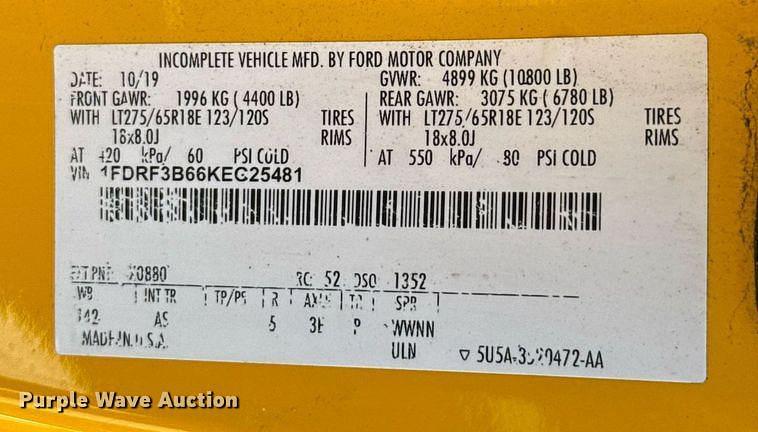 INCOMPLETE VEHICLE MFD. BY FORD MOTOR COMPANY
DATE: 10/19 GVWR: 4899 KG (10800 LB)
FRONT GAWR: 1996 KG (4400 LB) REAR GAWR: 3075 KG (6780 LB)
WITH LT275/65R18E 123/120S TIRES WITH LT275/65R18E 123/120S TIRES
18x8.0J RIMS 18x8.0J RIMS
AT 420 kPa/ 60 PSI COLD AT 550 kPa/ 80 PSI COLD
VIN 1FDRF3B66KEC25481
EXT PNT: RC: 52 DSO: 1352
WB INT TR TP/PS R AXLE TR SPR
142 AS 5 WWNN
MADE IN U.S.A. ULN
Purple Wave Auction